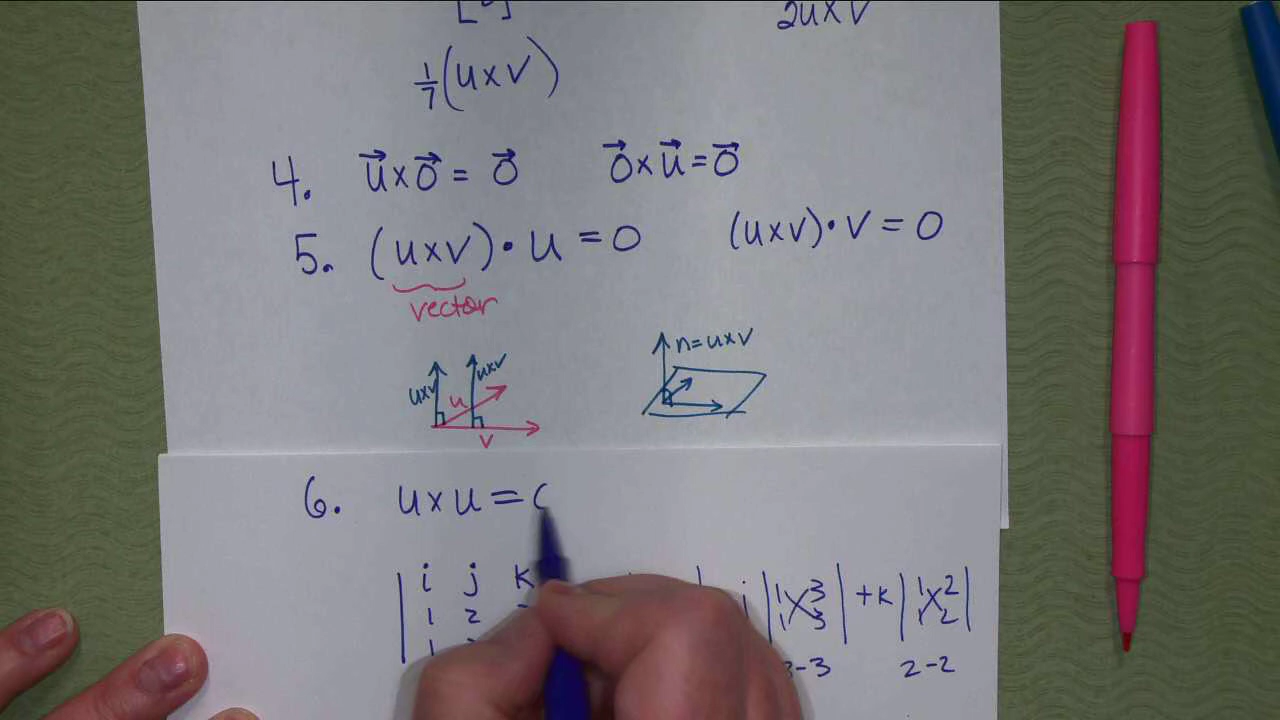 2u×v
1/7(u×v)
4. u⃗×0⃗ = 0⃗ 0⃗×u⃗=0⃗
5. (u×v)•u = 0 (u×v)•v = 0
vector
u×v u u×v v
n=u×v
6. u×u =
i j k
1 2
1
|1 3| +k |1 2|
|1 3| |1 2|
3-3 2-2